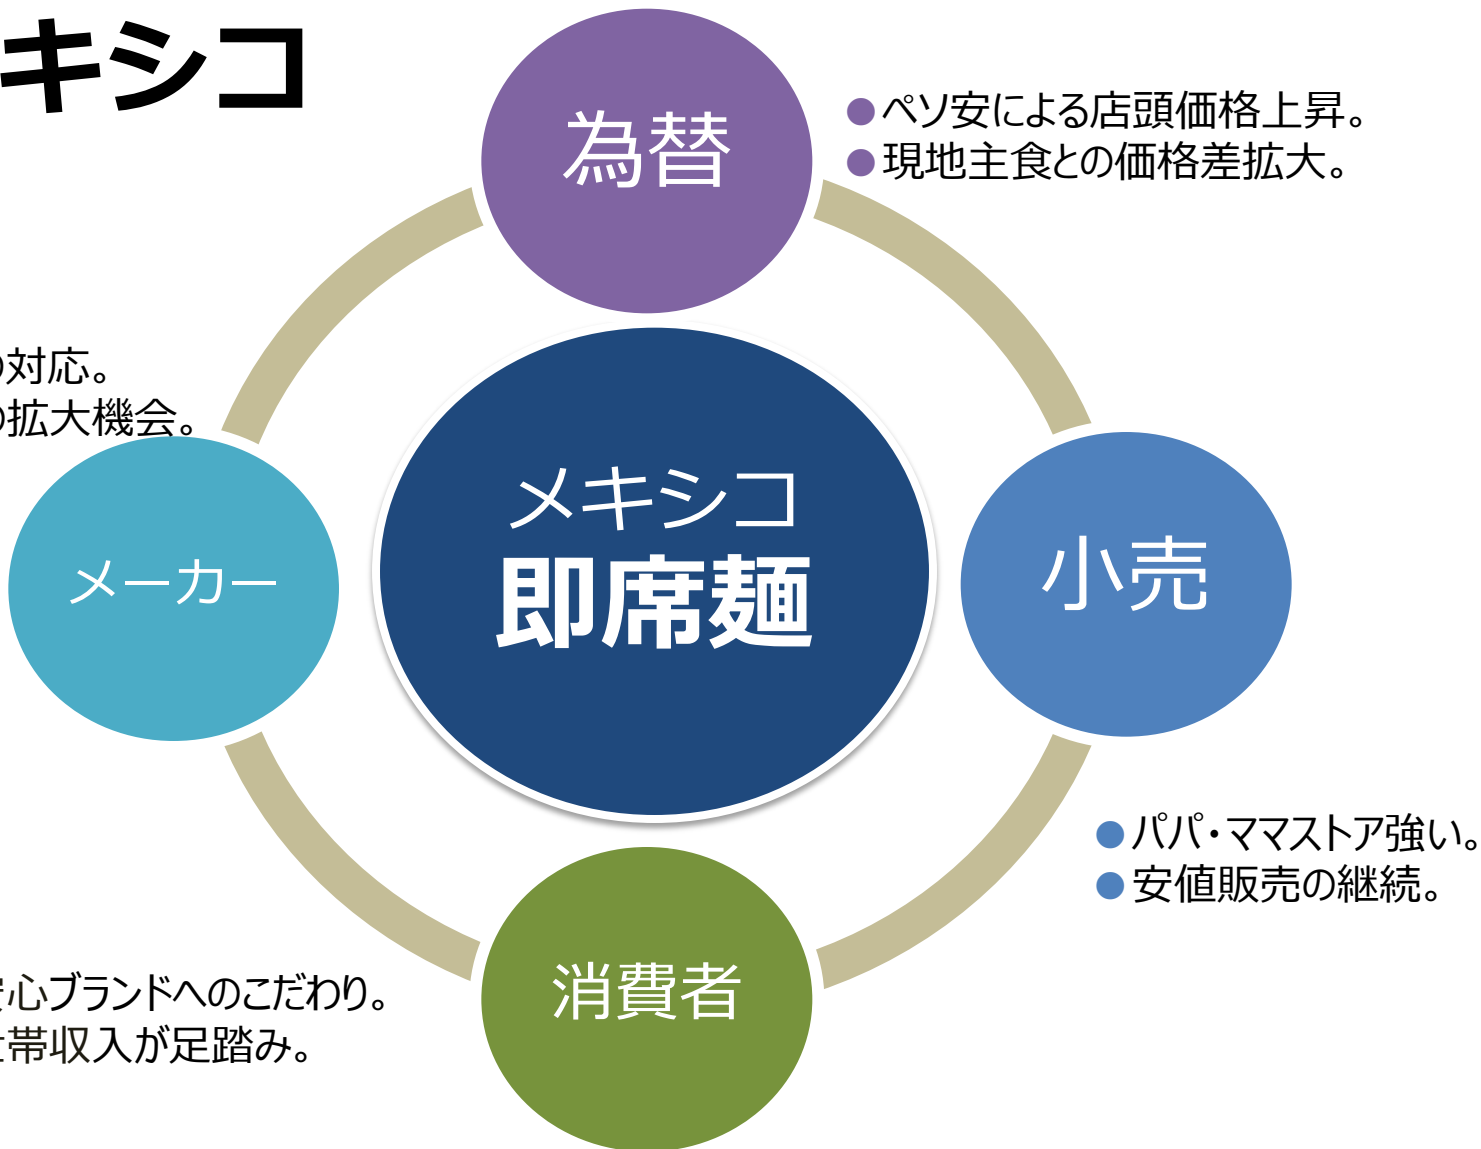 キシコ
為替
●ペソ安による店頭価格上昇。
●現地主食との価格差拡大。
対応。
拡大機会。
メーカー
メキシコ
即席麺
小売
●パパ・ママストア強い。
●安値販売の継続。
心ブランドへのこだわり。
帯収入が足踏み。
消費者